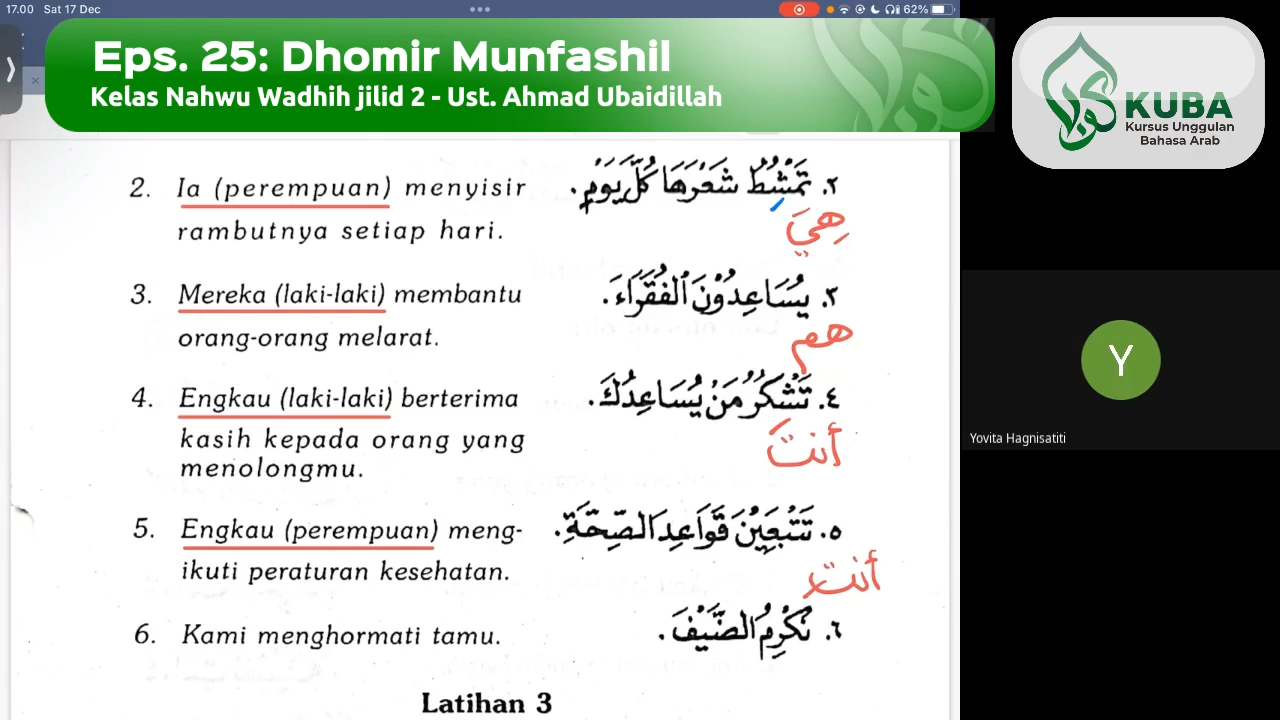 17.00 Sat 17 Dec
62%
Eps. 25: Dhomir Munfashil
Kelas Nahwu Wadhih jilid 2 - Ust. Ahmad Ubaidillah
KUBA
Kursus Unggulan
Bahasa Arab
2. Ia (perempuan) menyisir
rambutnya setiap hari.
٢. تَمْشُِطُ شَعْرَهَا كُلَّ يَوْمٍ.
هِيَ
3. Mereka (laki-laki) membantu
orang-orang melarat.
٣. يُسَاعِدُوْنَ الْفُقَرَاءَ.
هم
4. Engkau (laki-laki) berterima
kasih kepada orang yang
menolongmu.
٤. تَشْكُرُ مَنْ يُسَاعِدُكَ.
أنتَ
5. Engkau (perempuan) meng-
ikuti peraturan kesehatan.
٥. تَتْبَعِيْنَ قَوَاعِدَ الصِّحَّةِ.
أنتِ
6. Kami menghormati tamu.
٦. نُكْرِمُ الضَّيْفَ.
Latihan 3
Y
Yovita Hagnisatiti